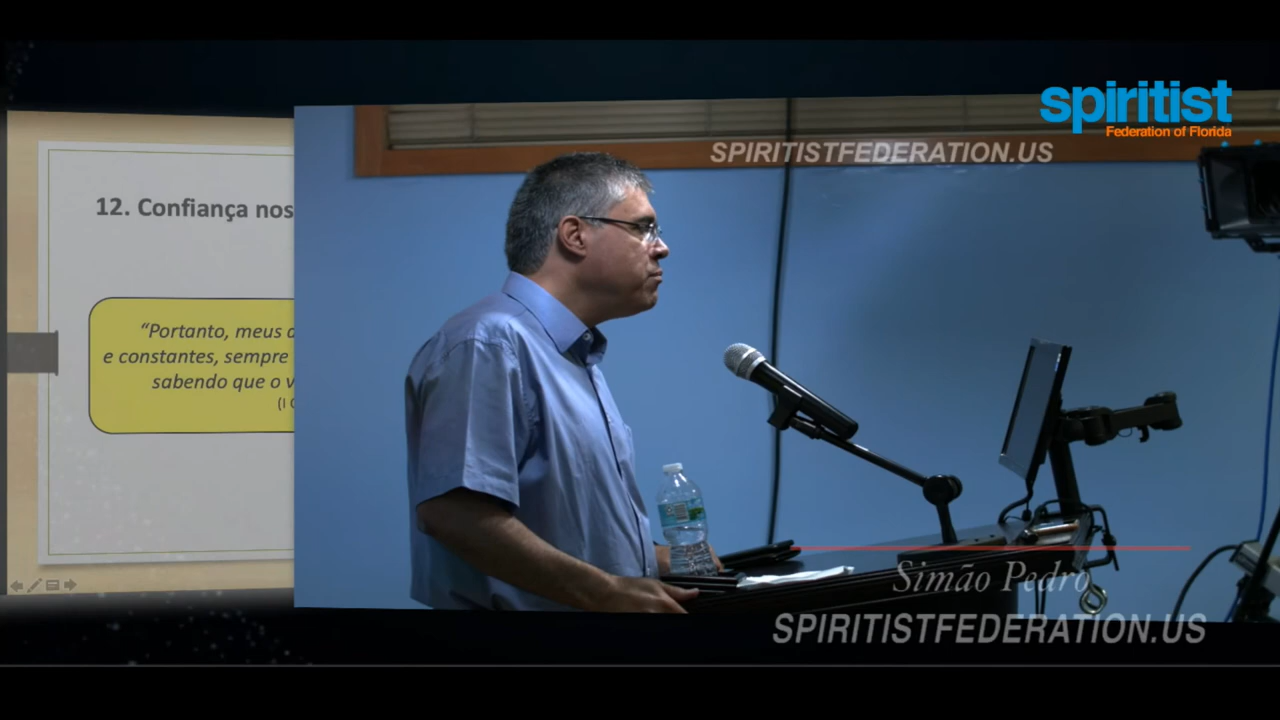 spiritist
Federation of Florida
SPIRITISTFEDERATION.US
12. Confiança nos
“Portanto, meus
e constantes, sempre
sabendo que o
(I
Simão Pedro
SPIRITISTFEDERATION.US